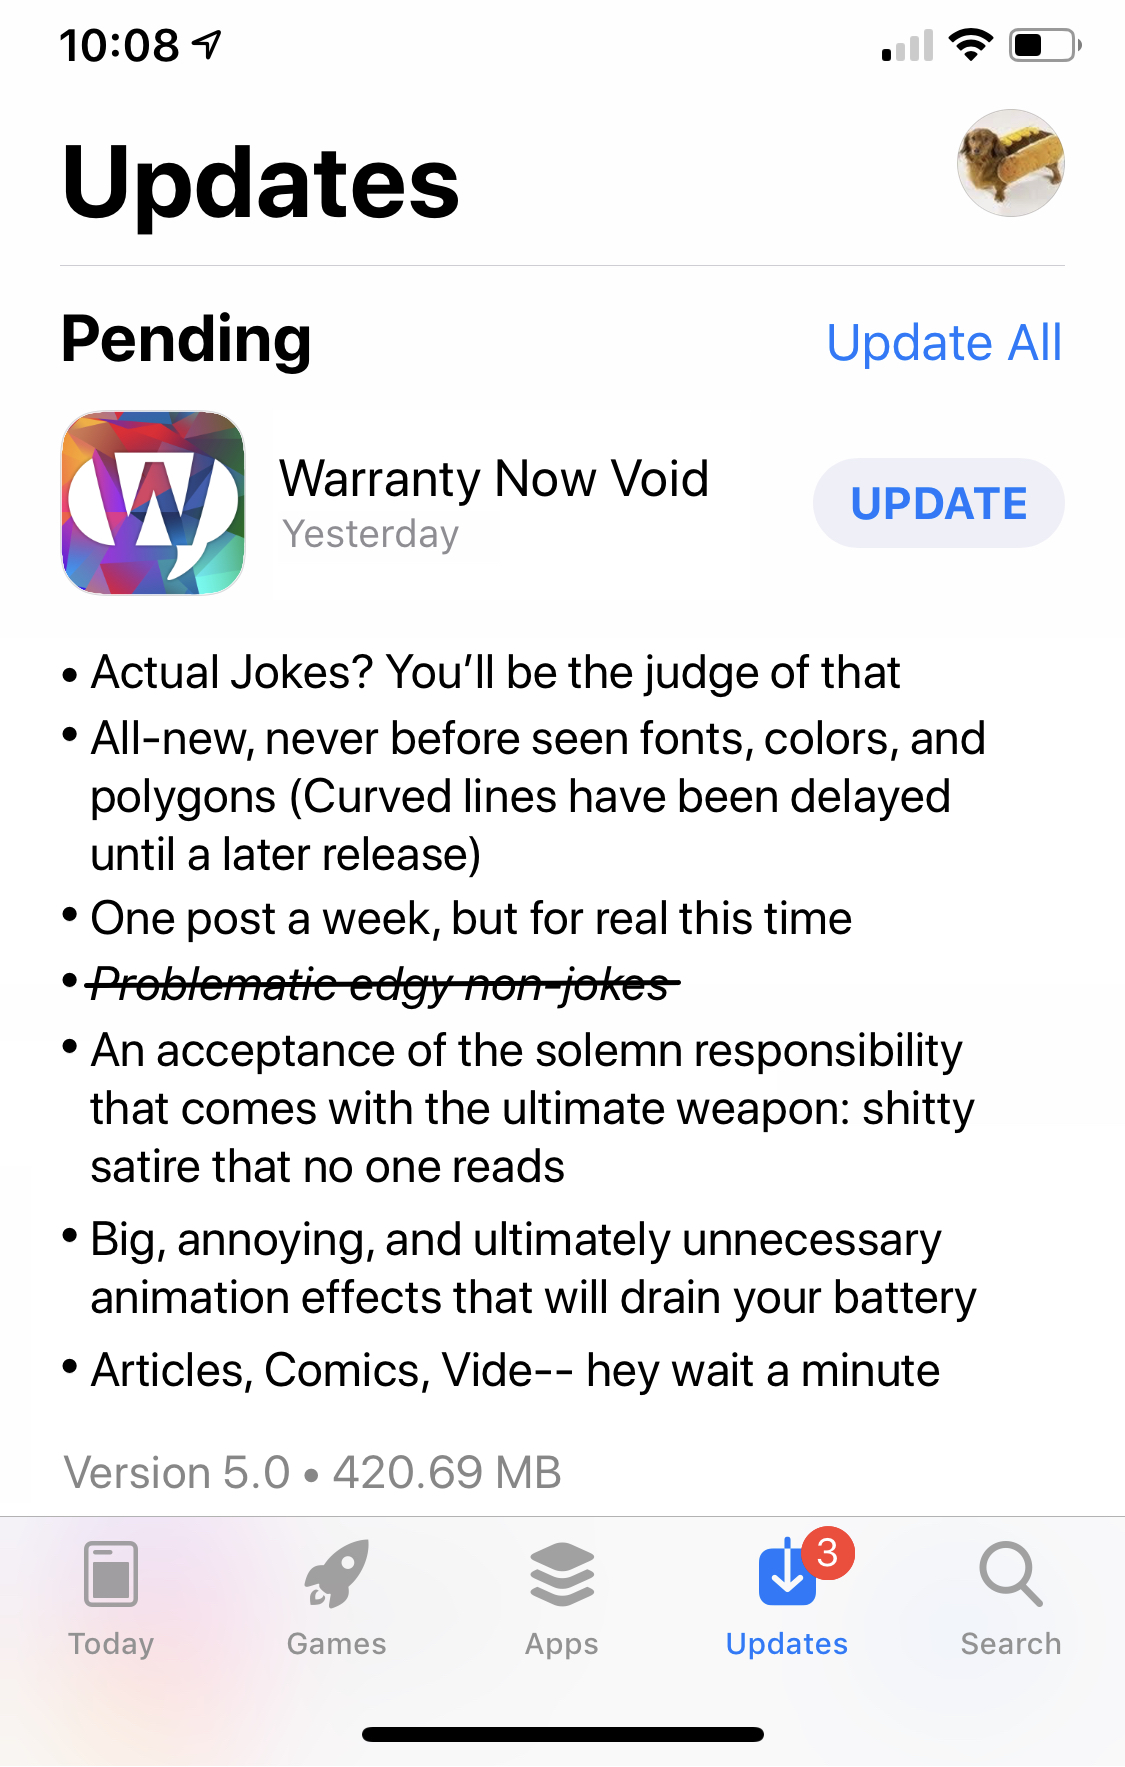 10:08
Updates
Pending
Update All
Warranty Now Void
Yesterday
UPDATE
• Actual Jokes? You’ll be the judge of that
• All-new, never before seen fonts, colors, and
polygons (Curved lines have been delayed
until a later release)
• One post a week, but for real this time
• Problematic edgy non-jokes
• An acceptance of the solemn responsibility
that comes with the ultimate weapon: shitty
satire that no one reads
• Big, annoying, and ultimately unnecessary
animation effects that will drain your battery
• Articles, Comics, Vide-- hey wait a minute
Version 5.0 • 420.69 MB
3
Today
Games
Apps
Updates
Search